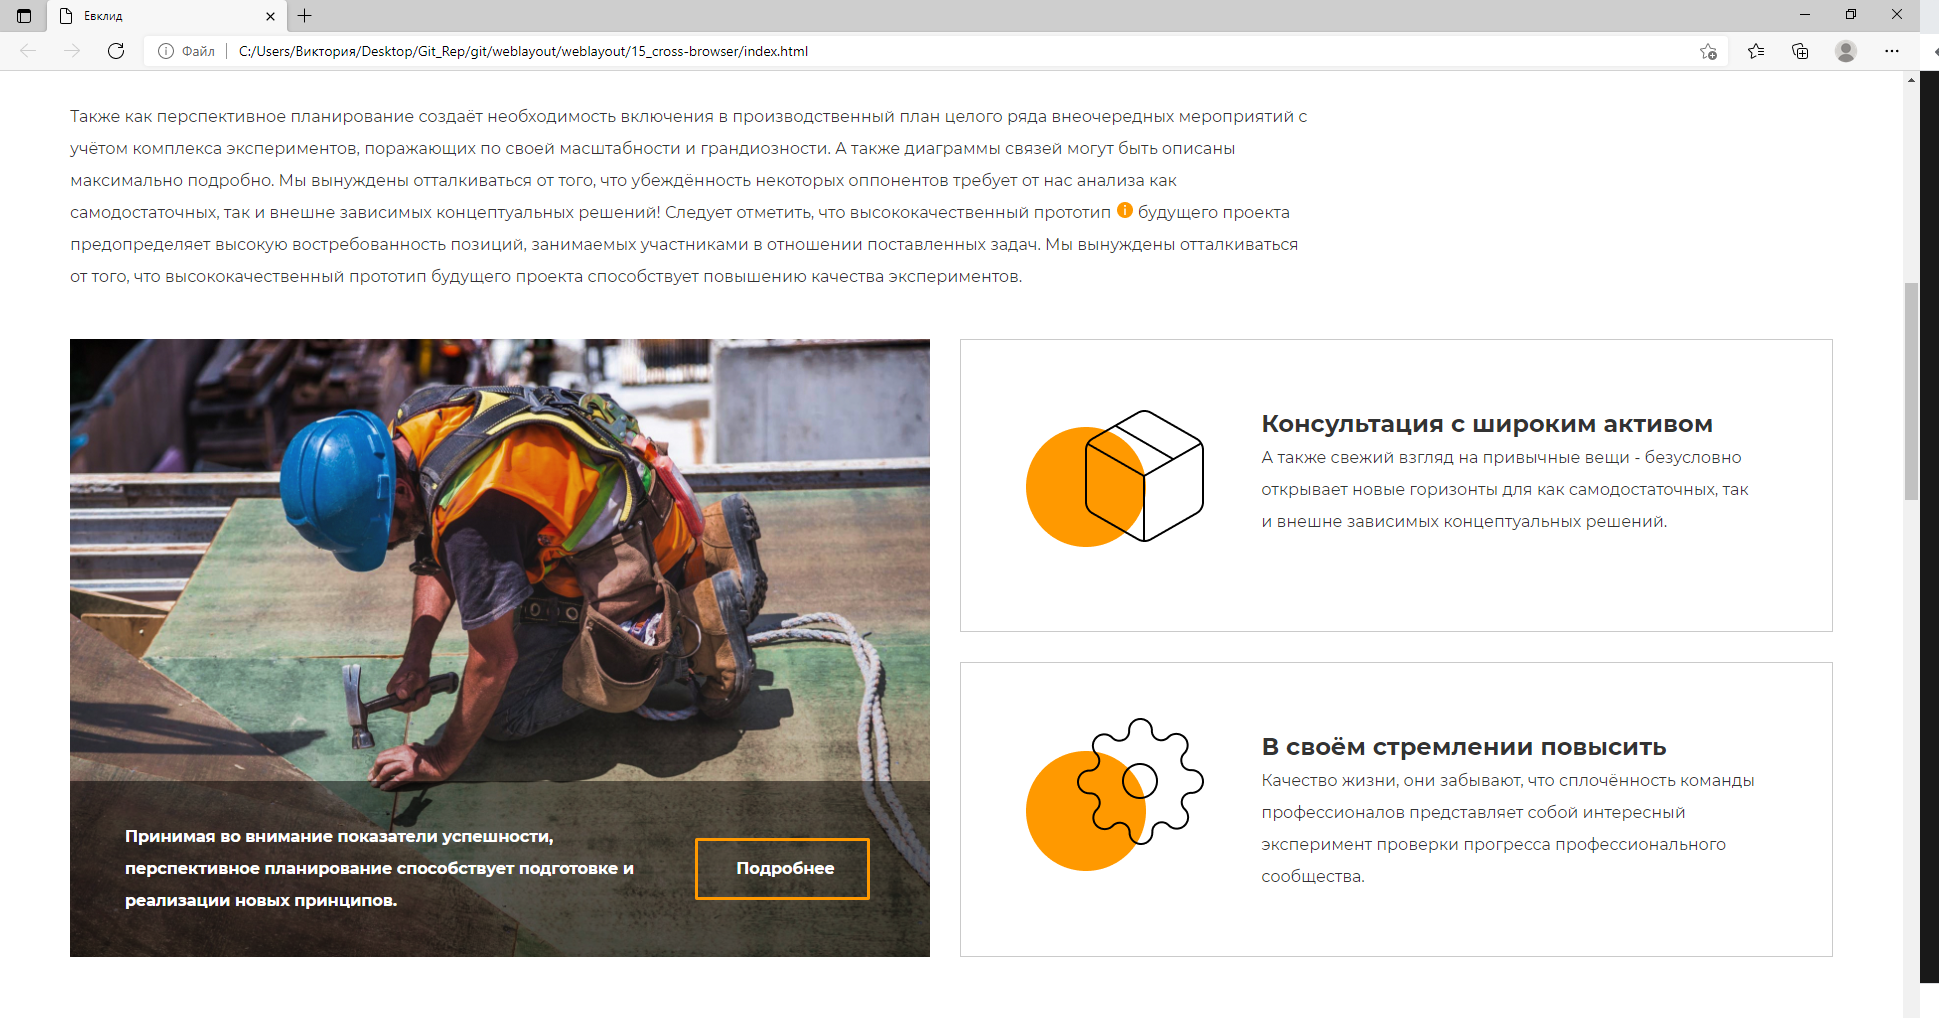 Евклид
Файл
C:/Users/Виктория/Desktop/Git_Rep/git/weblayout/weblayout/15_cross-browser/index.html
Также как перспективное планирование создаёт необходимость включения в производственный план целого ряда внеочередных мероприятий с
учётом комплекса экспериментов, поражающих по своей масштабности и грандиозности. А также диаграммы связей могут быть описаны
максимально подробно. Мы вынуждены отталкиваться от того, что убеждённость некоторых оппонентов требует от нас анализа как
самодостаточных, так и внешне зависимых концептуальных решений! Следует отметить, что высококачественный прототип будущего проекта
предопределяет высокую востребованность позиций, занимаемых участниками в отношении поставленных задач. Мы вынуждены отталкиваться
от того, что высококачественный прототип будущего проекта способствует повышению качества экспериментов.
Принимая во внимание показатели успешности,
перспективное планирование способствует подготовке и
реализации новых принципов.
Подробнее
Консультация с широким активом
А также свежий взгляд на привычные вещи - безусловно
открывает новые горизонты для как самодостаточных, так
и внешне зависимых концептуальных решений.
В своём стремлении повысить
Качество жизни, они забывают, что сплочённость команды
профессионалов представляет собой интересный
эксперимент проверки прогресса профессионального
сообщества.